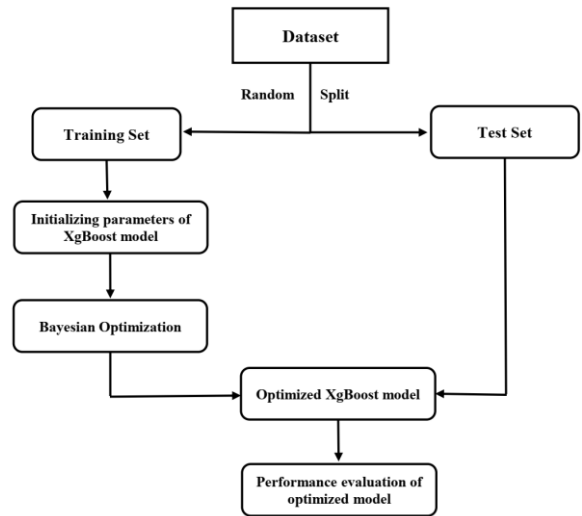 Dataset
Random Split
Training Set
Test Set
Initializing parameters of
XgBoost model
Bayesian Optimization
Optimized XgBoost model
Performance evaluation of
optimized model